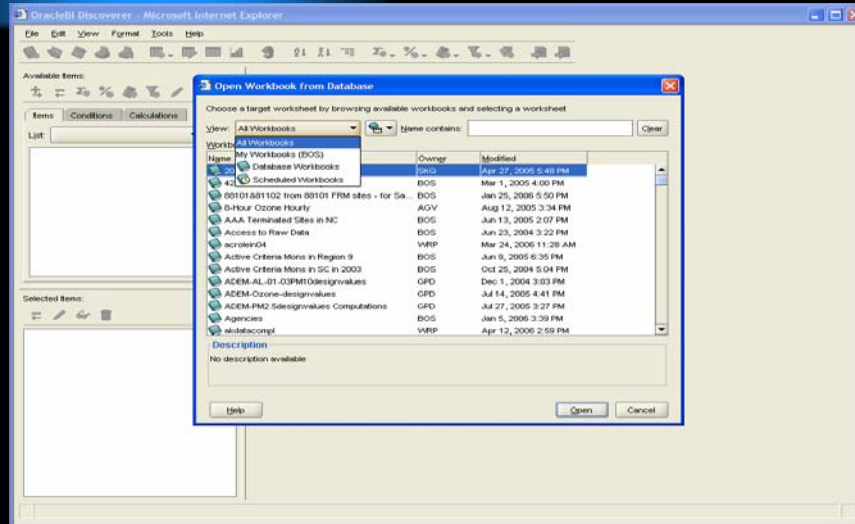 OracleBI Discoverer - Microsoft Internet Explorer
File Edit View Format Tools Help
Available Items:
Items Conditions Calculations
List:
Selected Items:
Open Workbook from Database
Choose a target worksheet by browsing available workbooks and selecting a worksheet
View: All Workbooks Name contains: Clear
All Workbooks
My Workbooks (BOS)
Database Workbooks
Scheduled Workbooks
Name Owner Modified
20 SKG Apr 27, 2005 5:48 PM
42 BOS Mar 1, 2005 4:00 PM
88101&81102 from 88101 FRM sites - for Sa... BOS Jan 25, 2006 5:50 PM
8-Hour Ozone Hourly AGV Aug 12, 2005 3:34 PM
AAA Terminated Sites in NC BOS Jun 13, 2005 2:07 PM
Access to Raw Data BOS Jun 23, 2004 3:22 PM
acrolein04 WRP Mar 24, 2006 11:28 AM
Active Criteria Mons in Region 9 BOS Jun 9, 2005 6:35 PM
Active Criteria Mons in SC in 2003 BOS Oct 25, 2004 5:04 PM
ADEM-AL-01-03PM10designvalues GPD Dec 1, 2004 3:03 PM
ADEM-Ozone-designvalues GPD Jul 14, 2005 4:41 PM
ADEM-PM2.5designvalues Computations GPD Jul 27, 2005 3:27 PM
Agencies BOS Jan 5, 2006 3:39 PM
akdatacompl WRP Apr 12, 2006 2:59 PM
Description
No description available
Help Open Cancel